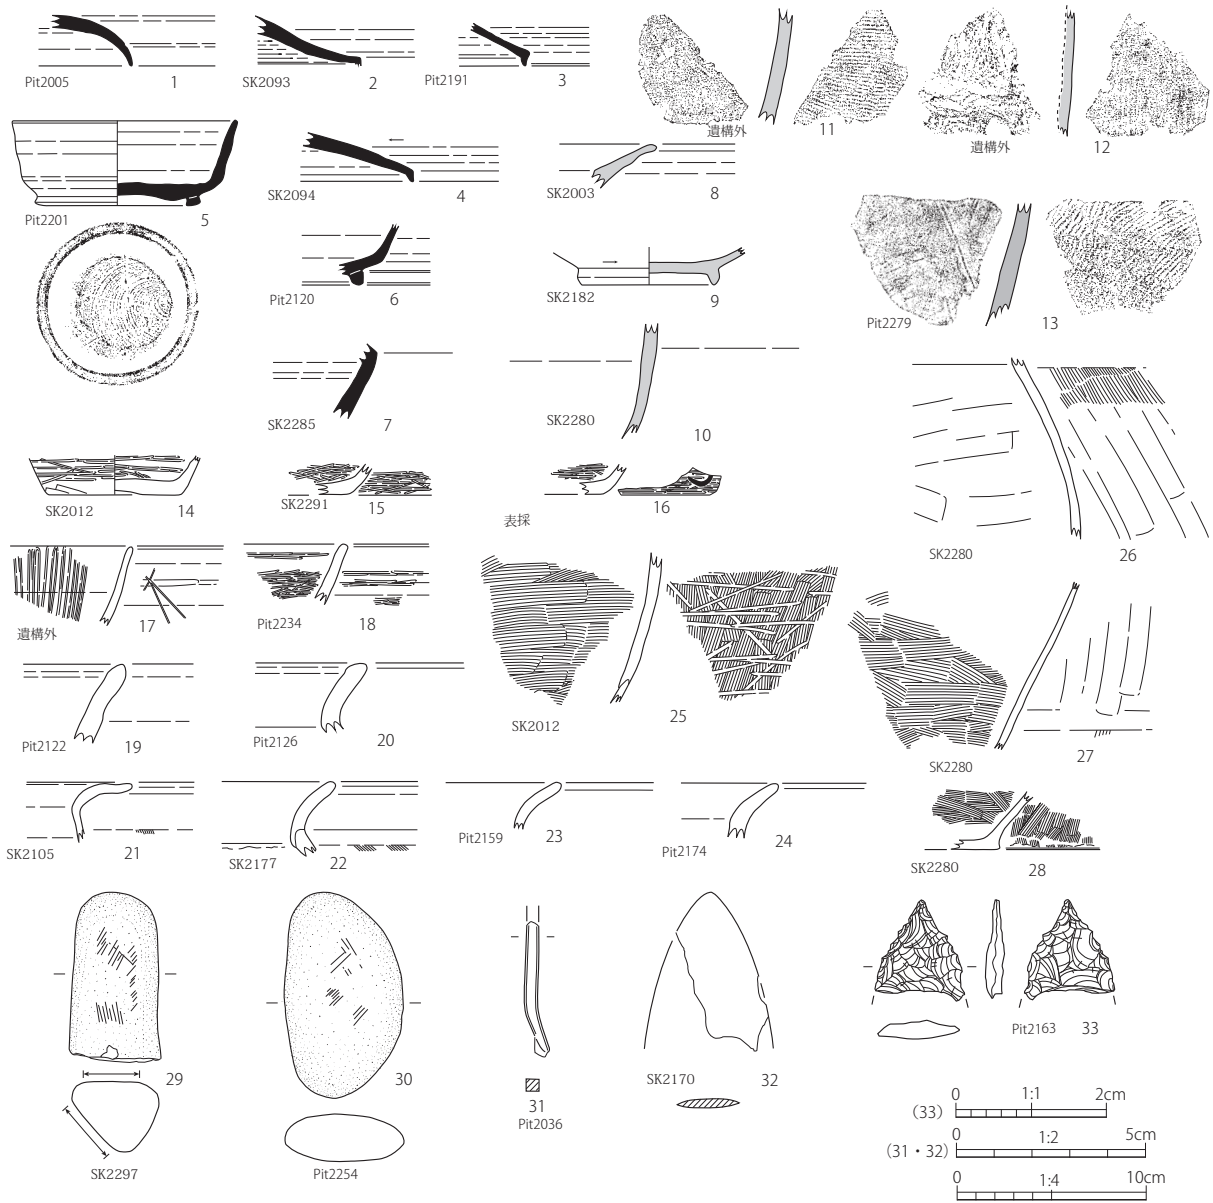 Pit2005 1
SK2093 2
Pit2191 3
遺構外 11
遺構外 12
SK2094 4
SK2003 8
Pit2201 5
Pit2120 6
SK2182 9
Pit2279 13
SK2285 7
SK2280 10
SK2012 14
SK2291 15
表採 16
SK2280 26
遺構外 17
Pit2234 18
SK2012 25
Pit2122 19
Pit2126 20
SK2280 27
SK2105 21
SK2177 22
Pit2159 23
Pit2174 24
SK2280 28
29
SK2297
30
Pit2254
31
Pit2036
SK2170 32
Pit2163 33
(33) 0 1:1 2cm
(31・32) 0 1:2 5cm
0 1:4 10cm